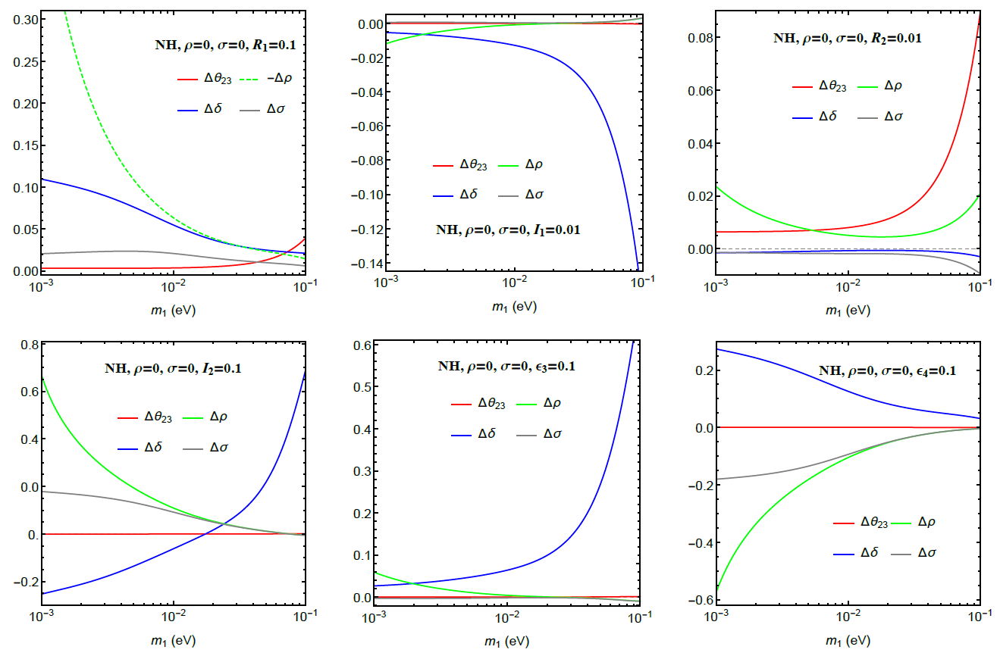 NH, ρ=0, σ=0, R₁=0.1
Δθ₂₃ −Δρ
Δδ Δσ
0.30
0.25
0.20
0.15
0.10
0.05
0.00
10⁻³ 10⁻² 10⁻¹
m₁ (eV)
0.00
−0.02
−0.04
−0.06
−0.08
−0.10
−0.12
−0.14
Δθ₂₃ Δρ
Δδ Δσ
NH, ρ=0, σ=0, I₁=0.01
10⁻³ 10⁻² 10⁻¹
m₁ (eV)
NH, ρ=0, σ=0, R₂=0.01
Δθ₂₃ Δρ
Δδ Δσ
0.08
0.06
0.04
0.02
0.00
10⁻³ 10⁻² 10⁻¹
m₁ (eV)
NH, ρ=0, σ=0, I₂=0.1
Δθ₂₃ Δρ
Δδ Δσ
0.8
0.6
0.4
0.0
0.
−0.2
10⁻³ 10⁻² 10⁻¹
m₁ (eV)
NH, ρ=0, σ=0, ϵ₃=0.1
Δθ₂₃ Δρ
Δδ Δσ
0.6
0.5
0.4
0.3
0.2
0.1
0.0
10⁻³ 10⁻² 10⁻¹
m₁ (eV)
NH, ρ=0, σ=0, ϵ₄=0.1
0.2
0.0
−0.2
−0.4
−0.6
Δθ₂₃ Δρ
Δδ Δσ
10⁻³ 10⁻² 10⁻¹
m₁ (eV)